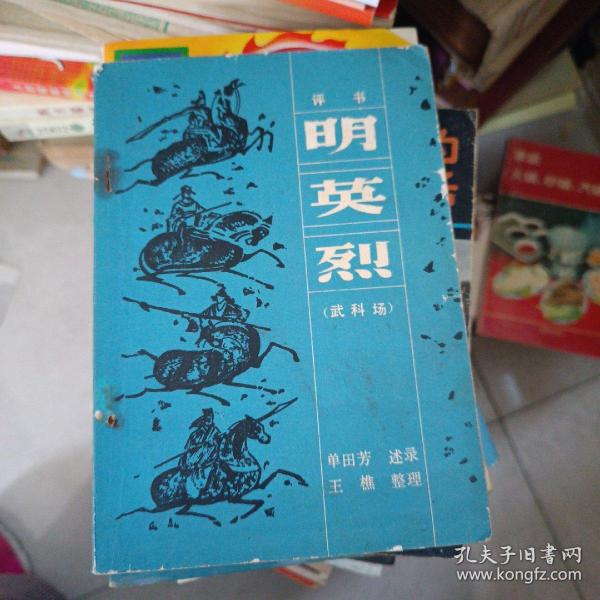 评书
明
英
烈
(武科场)
单田芳 述录
王樵 整理
孔夫子旧书网
www.kongfz.com